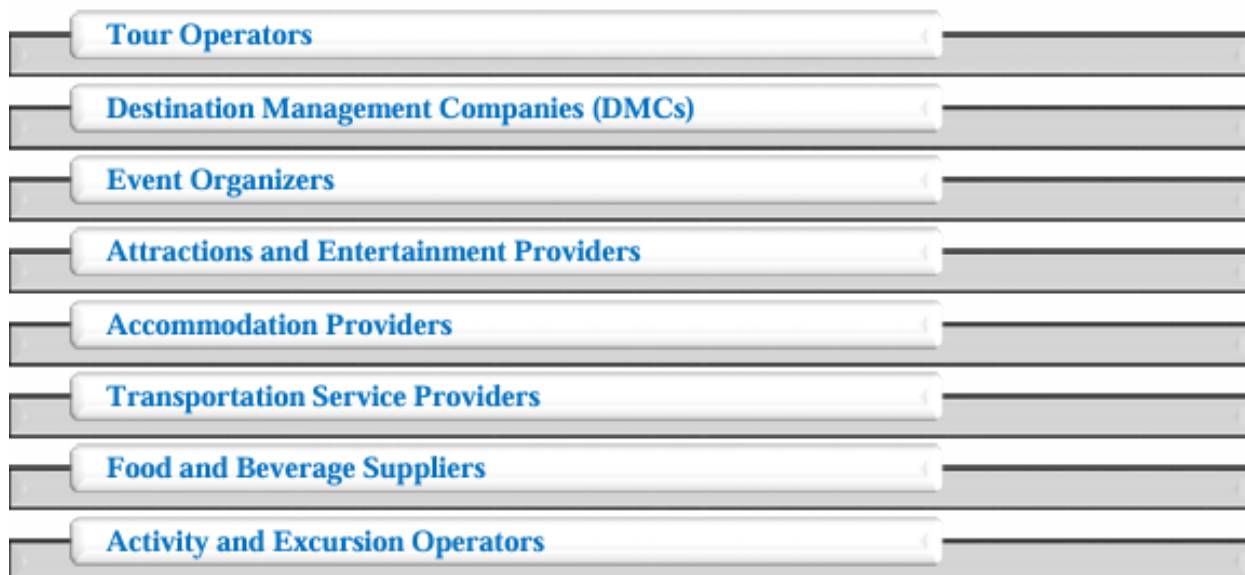 Tour Operators
Destination Management Companies (DMCs)
Event Organizers
Attractions and Entertainment Providers
Accommodation Providers
Transportation Service Providers
Food and Beverage Suppliers
Activity and Excursion Operators